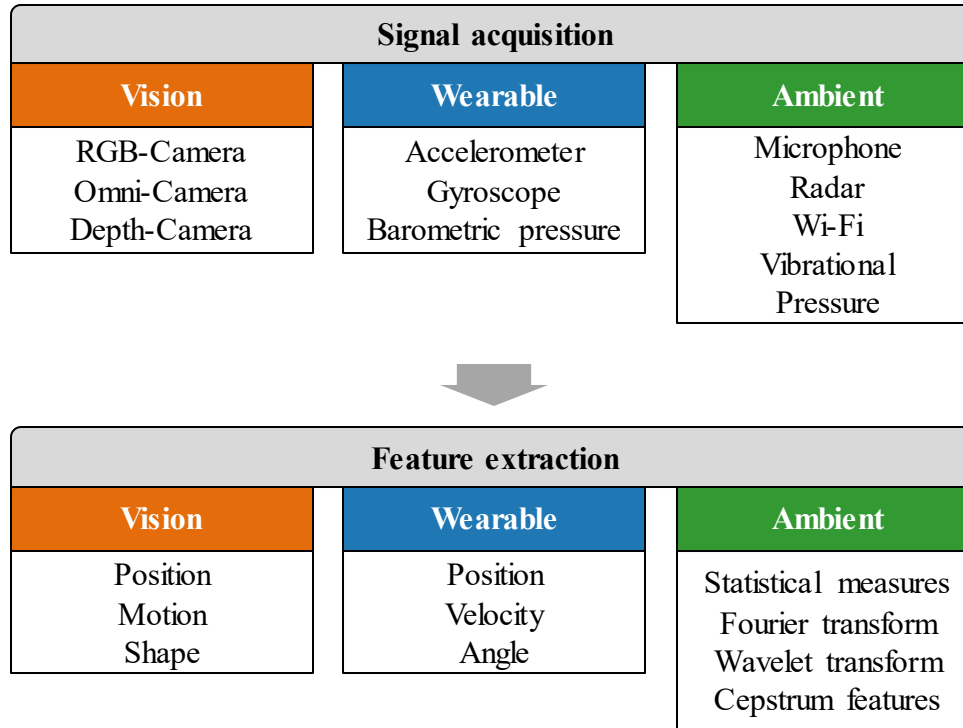 Signal acquisition
Vision
RGB-Camera
Omni-Camera
Depth-Camera
Wearable
Accelerometer
Gyroscope
Barometric pressure
Ambient
Microphone
Radar
Wi-Fi
Vibrational
Pressure
Feature extraction
Vision
Position
Motion
Shape
Wearable
Position
Velocity
Angle
Ambient
Statistical measures
Fourier transform
Wavelet transform
Cepstrum features